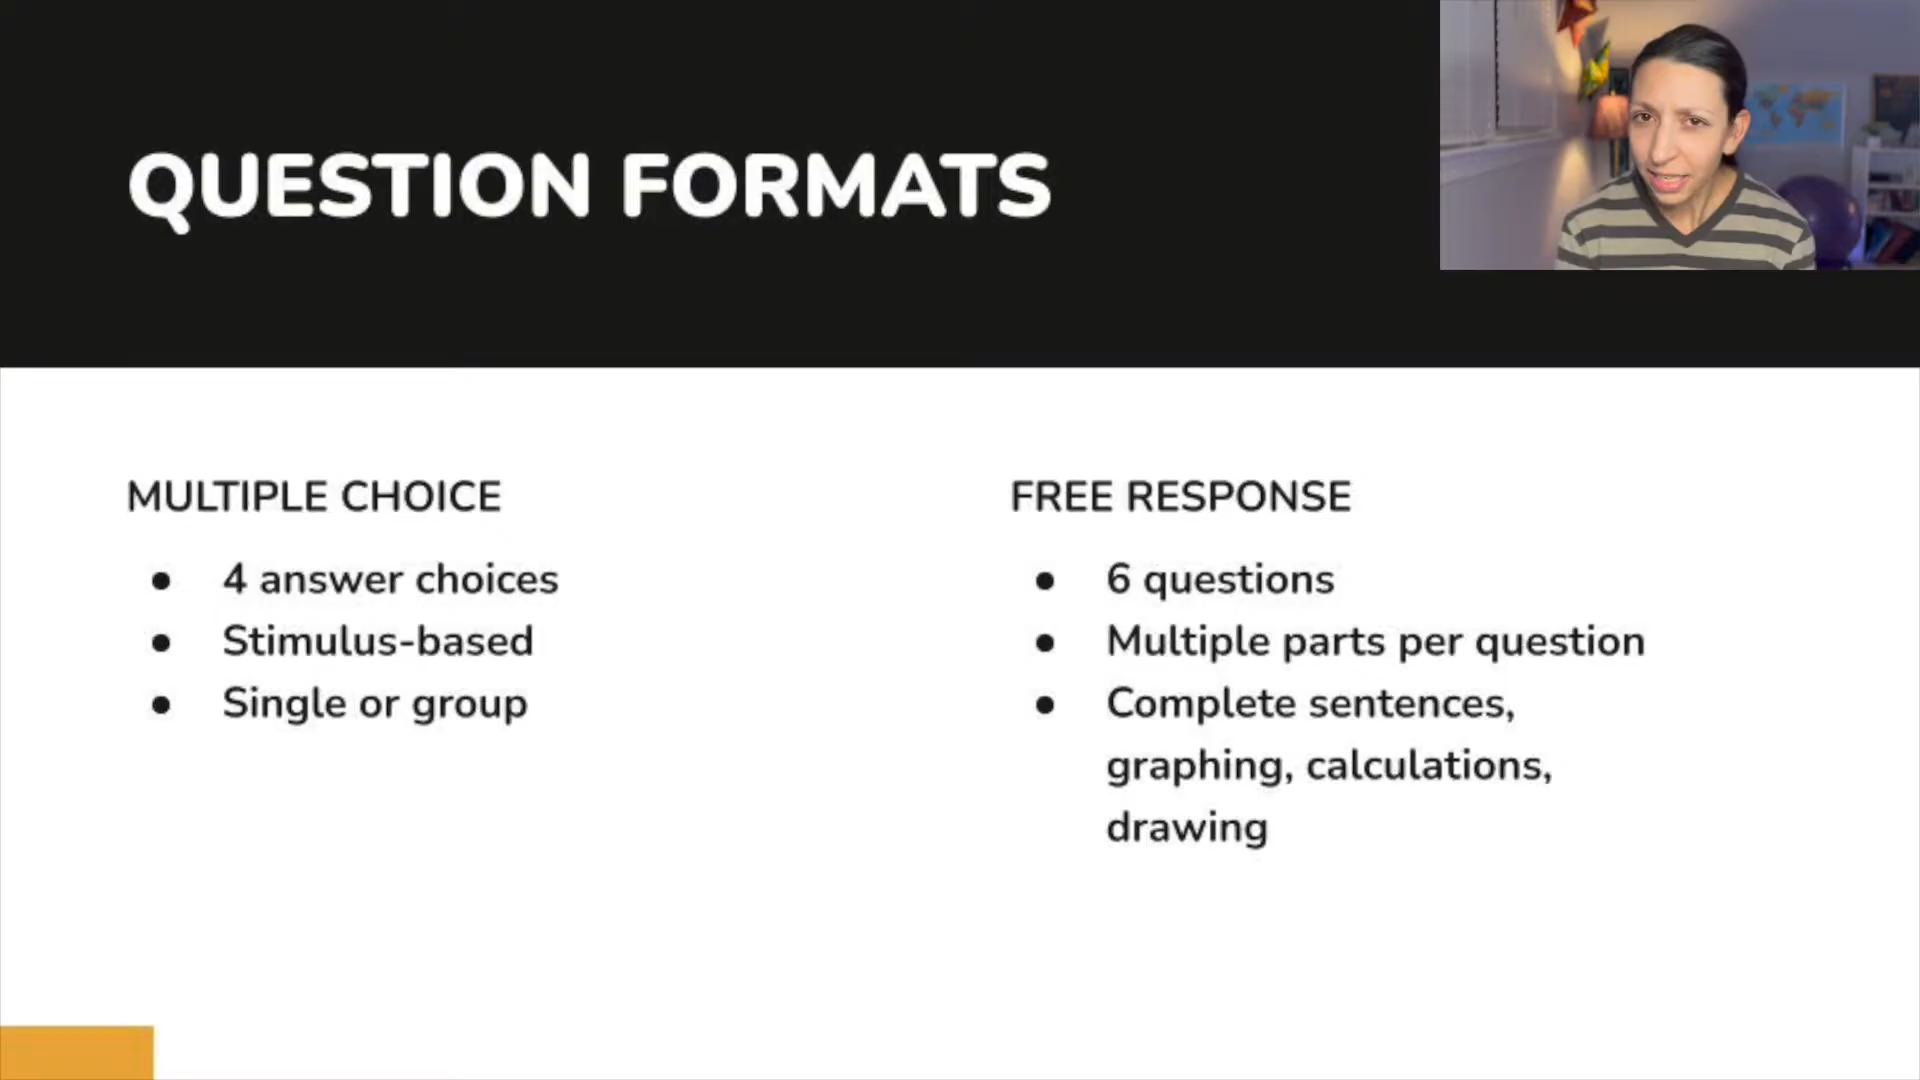 QUESTION FORMATS
MULTIPLE CHOICE
● 4 answer choices
● Stimulus-based
● Single or group
FREE RESPONSE
● 6 questions
● Multiple parts per question
● Complete sentences,
graphing, calculations,
drawing